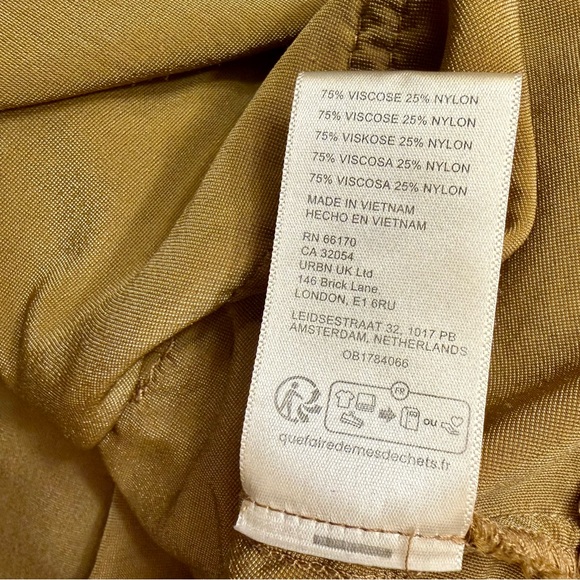 75% VISCOSE 25% NYLON
75% VISCOSE 25% NYLON
75% VISKOSE 25% NYLON
75% VISCOSA 25% NYLON
75% VISCOSA 25% NYLON
MADE IN VIETNAM
HECHO EN VIETNAM
RN 66170
CA 32054
URBN UK Ltd
146 Brick Lane
LONDON, E1 6RU
LEIDSESTRAAT 32, 1017 PB
AMSTERDAM, NETHERLANDS
OB1784066
FR
OU
quefairedemesdechets.fr